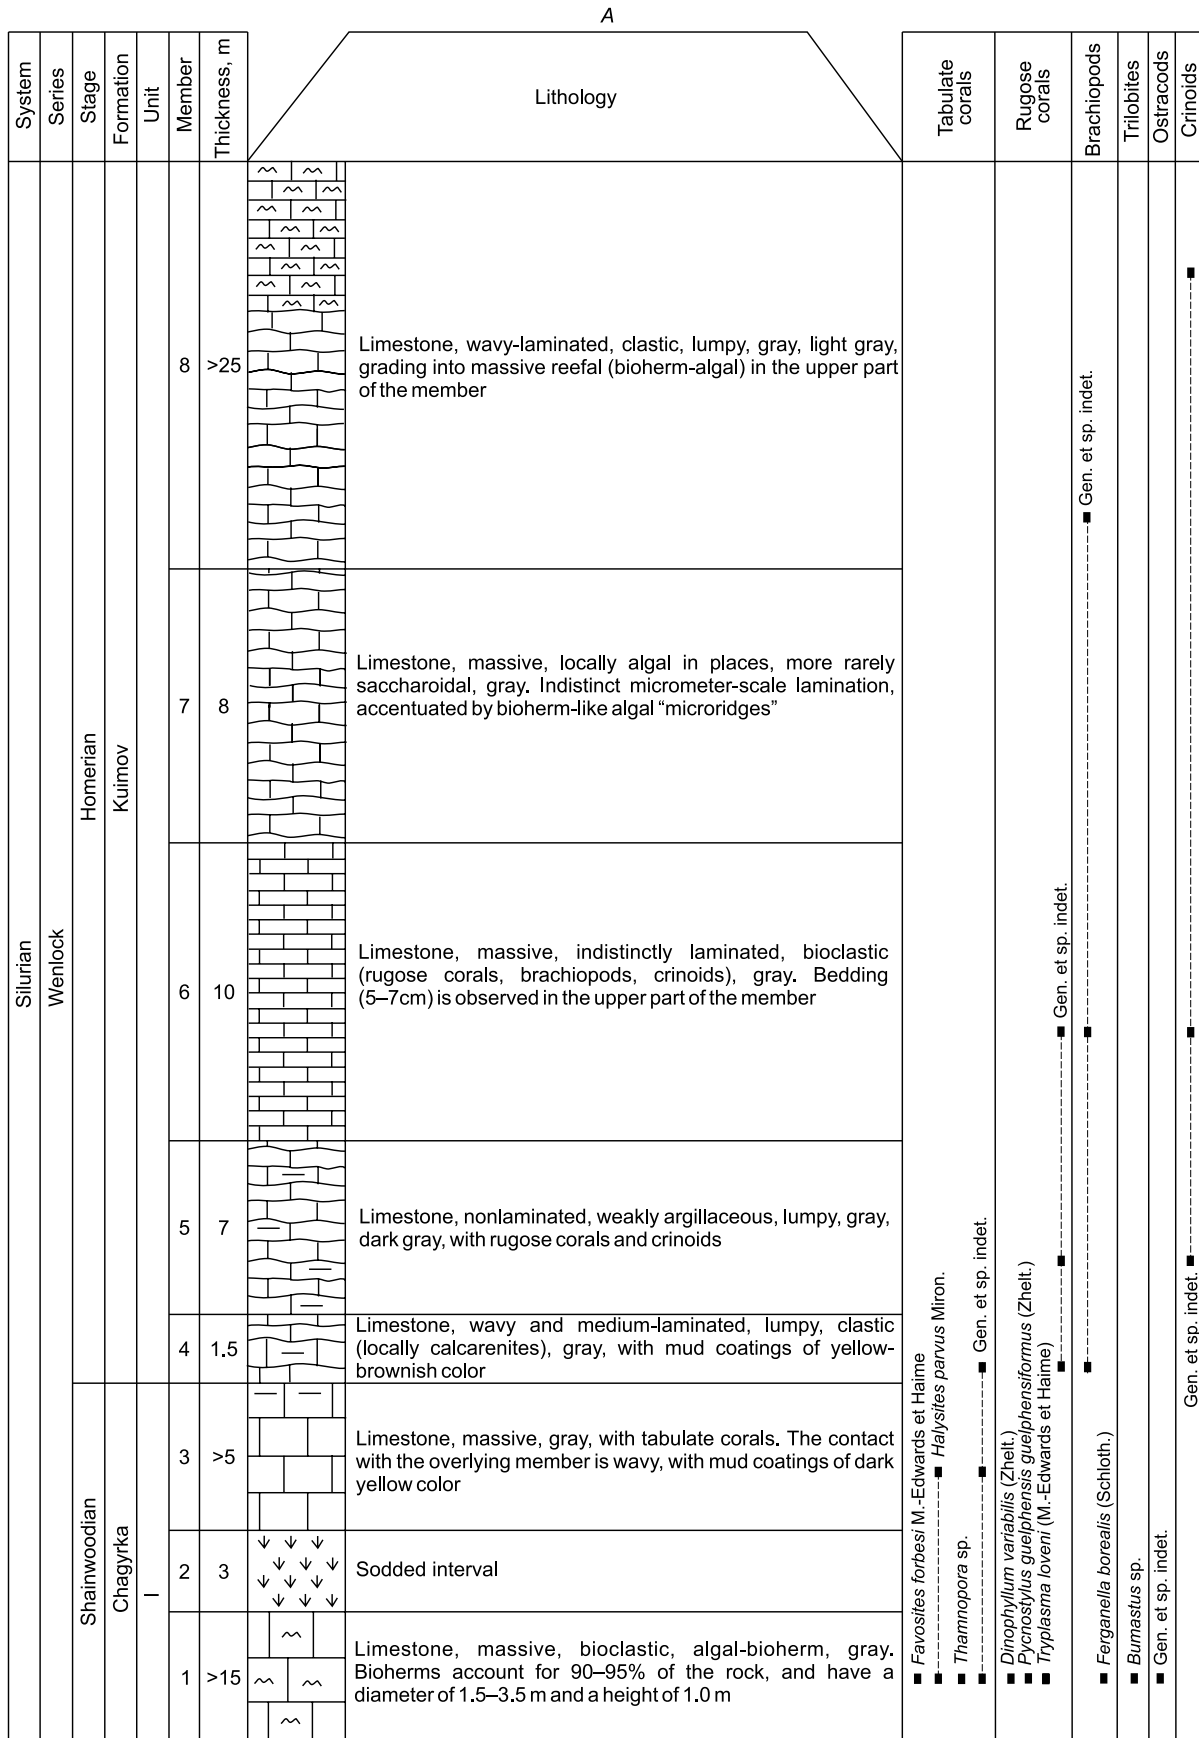 A
System
Series
Stage
Formation
Unit
Member
Thickness, m
Lithology
Tabulate
corals
Rugose
corals
Brachiopods
Trilobites
Ostracods
Crinoids
Silurian
Wenlock
Homerian
Kuimov
8
>25
Limestone, wavy-laminated, clastic, lumpy, gray, light gray,
grading into massive reefal (bioherm-algal) in the upper part
of the member
7
8
Limestone, massive, locally algal in places, more rarely
saccharoidal, gray. Indistinct micrometer-scale lamination,
accentuated by bioherm-like algal “microridges”
6
10
Limestone, massive, indistinctly laminated, bioclastic
(rugose corals, brachiopods, crinoids), gray. Bedding
(5–7cm) is observed in the upper part of the member
5
7
Limestone, nonlaminated, weakly argillaceous, lumpy, gray,
dark gray, with rugose corals and crinoids
4
1.5
Limestone, wavy and medium-laminated, lumpy, clastic
(locally calcarenites), gray, with mud coatings of yellow-
brownish color
Shainwoodian
Chagyrka
I
3
>5
Limestone, massive, gray, with tabulate corals. The contact
with the overlying member is wavy, with mud coatings of dark
yellow color
2
3
Sodded interval
1
>15
Limestone, massive, bioclastic, algal-bioherm, gray.
Bioherms account for 90–95% of the rock, and have a
diameter of 1.5–3.5 m and a height of 1.0 m
Favosites forbesi M.-Edwards et Haime
Halysites parvus Miron.
Thamnopora sp.
Gen. et sp. indet.
Dinophyllum variabilis (Zhelt.)
Pycnostylus guelphensis guelphensiformus (Zhelt.)
Tryplasma loveni (M.-Edwards et Haime)
Gen. et sp. indet.
Gen. et sp. indet.
Ferganella borealis (Schloth.)
Bumastus sp.
Gen. et sp. indet.
Gen. et sp. indet.